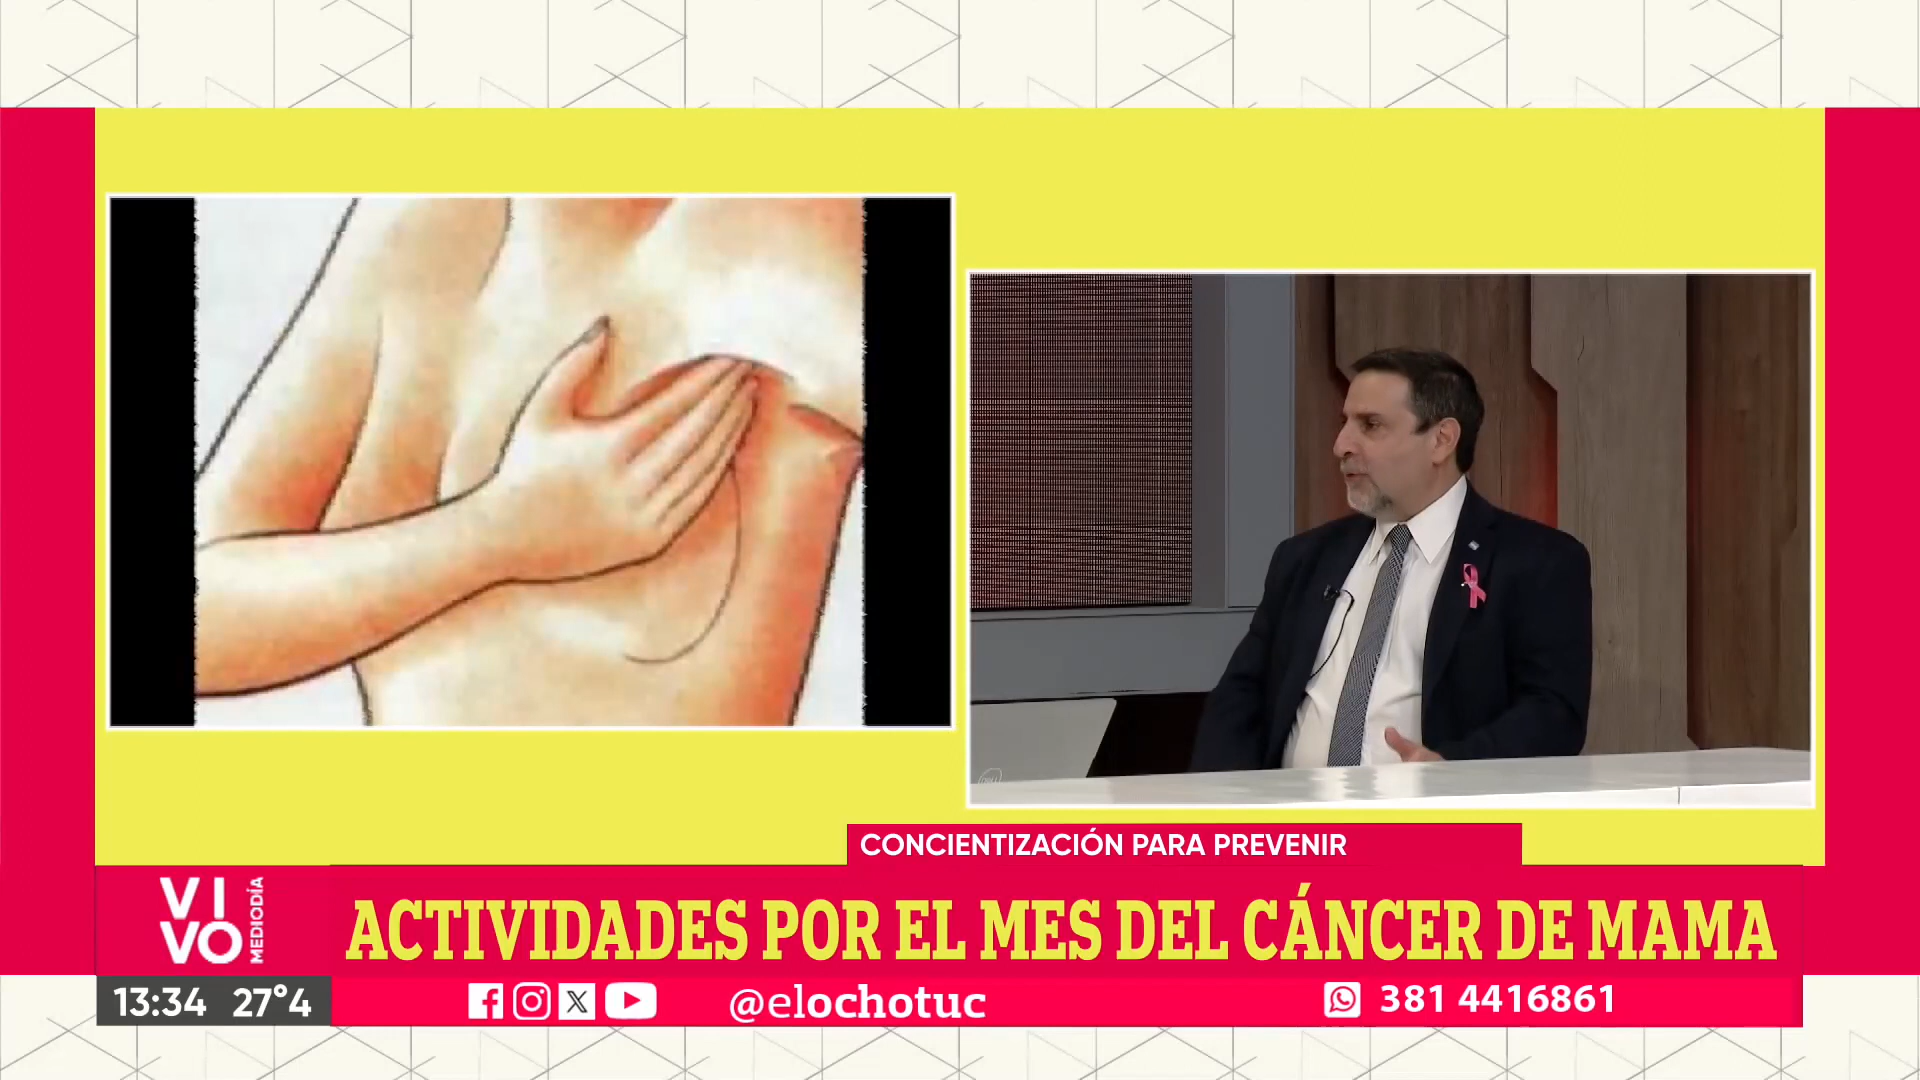 CONCIENTIZACIÓN PARA PREVENIR
VIVO MEDIODÍA
ACTIVIDADES POR EL MES DEL CÁNCER DE MAMA
13:34 27°4
@elochotuc
381 4416861